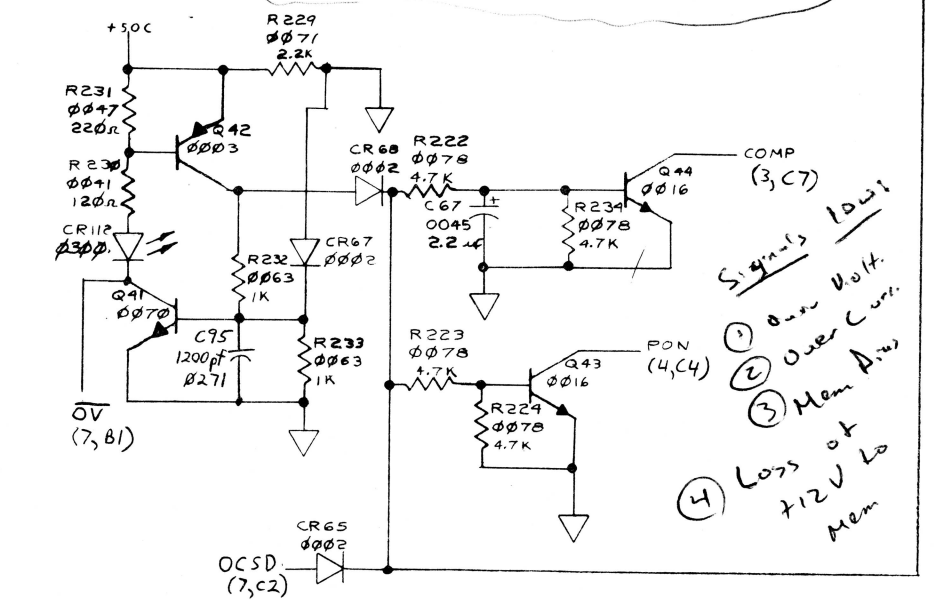 +50C
R229
ØØ71
2.2K
R231
ØØ47
22ØΩ
Q42
ØØØ3
R23Ø
ØØ41
12ØΩ
CR112
Ø3ØØ
Q41
ØØ7Ø
R232
ØØ63
1K
C95
1200pf
Ø271
CR67
ØØØ2
R233
ØØ63
1K
OV
(7,B1)
CR68
ØØØ2
R222
ØØ78
4.7K
C67
0045
2.2 uf
+
R234
ØØ78
4.7K
Q44
ØØ16
COMP
(3,C7)
R223
ØØ78
4.7K
Q43
ØØ16
PON
(4,C4)
R224
ØØ78
4.7K
CR65
ØØØ2
OCSD
(7,C2)
Signals
① Over Volt.
② Over Curr.
③ Mem
④ Loss of
+12V to
Mem